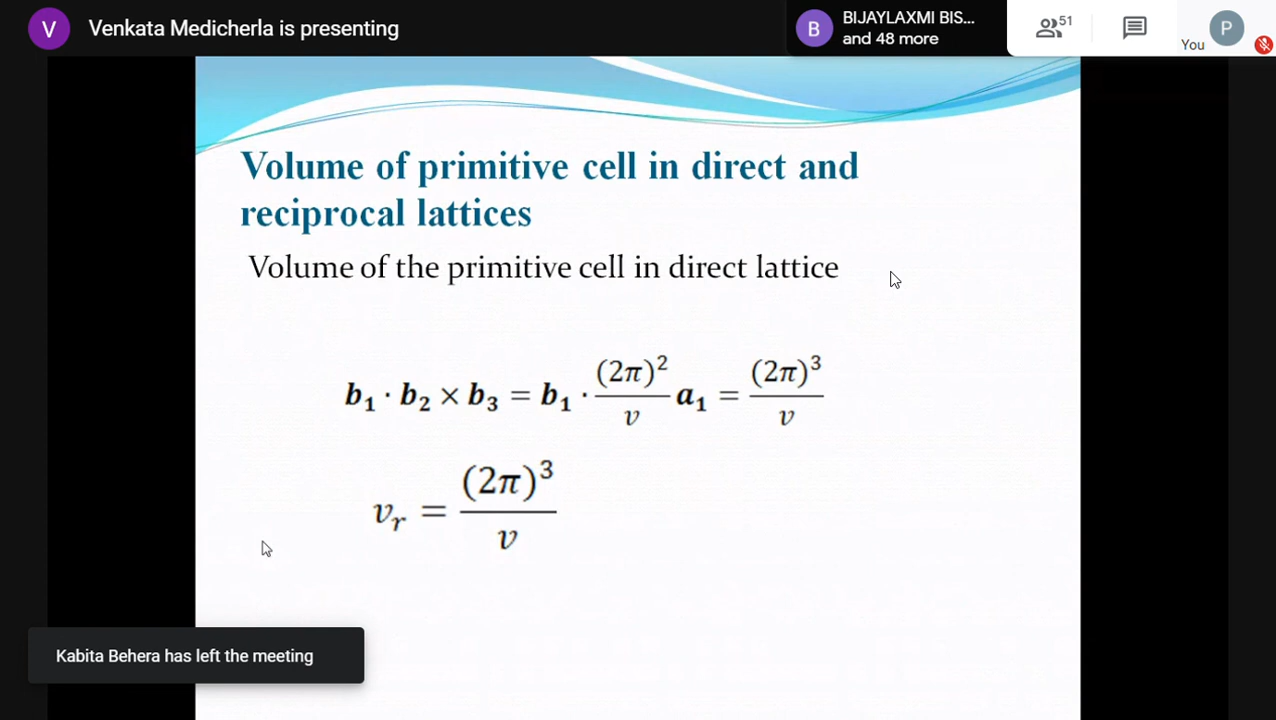 V Venkata Medicherla is presenting
B BIJAYLAXMI BIS...
and 48 more
51
You
P
Volume of primitive cell in direct and
reciprocal lattices
Volume of the primitive cell in direct lattice
b₁ · b₂ × b₃ = b₁ · (2π)²/v a₁ = (2π)³/v
vᵣ = (2π)³/v
Kabita Behera has left the meeting